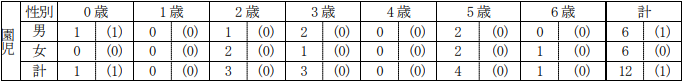 園児 性別 0歳 1歳 2歳 3歳 4歳 5歳 6歳 計
男 1 (1) 0 (0) 1 (0) 2 (0) 0 (0) 2 (0) 0 (0) 6 (1)
女 0 (0) 0 (0) 2 (0) 1 (0) 0 (0) 2 (0) 1 (0) 6 (0)
計 1 (1) 0 (0) 3 (0) 3 (0) 0 (0) 4 (0) 1 (0) 12 (1)